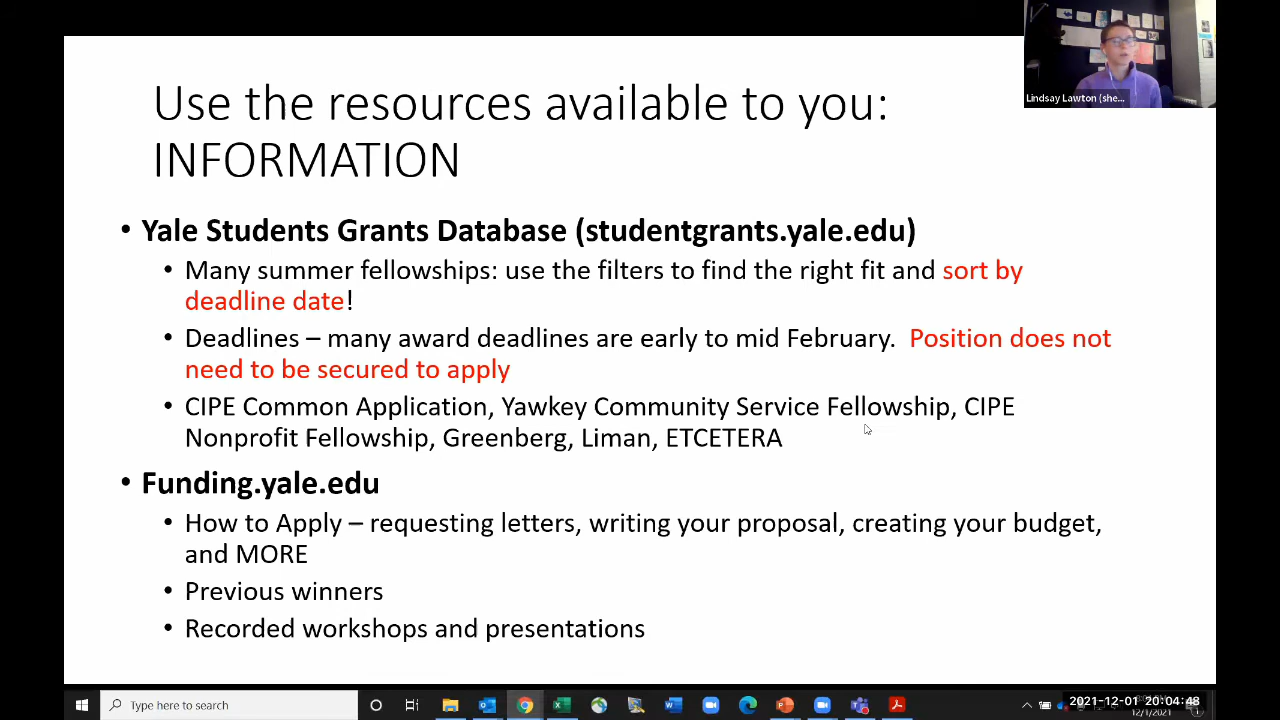 Use the resources available to you:
INFORMATION
Lindsay Lawton (she...
• Yale Students Grants Database (studentgrants.yale.edu)
• Many summer fellowships: use the filters to find the right fit and sort by
deadline date!
• Deadlines – many award deadlines are early to mid February.  Position does not
need to be secured to apply
• CIPE Common Application, Yawkey Community Service Fellowship, CIPE
Nonprofit Fellowship, Greenberg, Liman, ETCETERA
• Funding.yale.edu
• How to Apply – requesting letters, writing your proposal, creating your budget,
and MORE
• Previous winners
• Recorded workshops and presentations
Type here to search
2021-12-01 20:04:48
12/1/2021